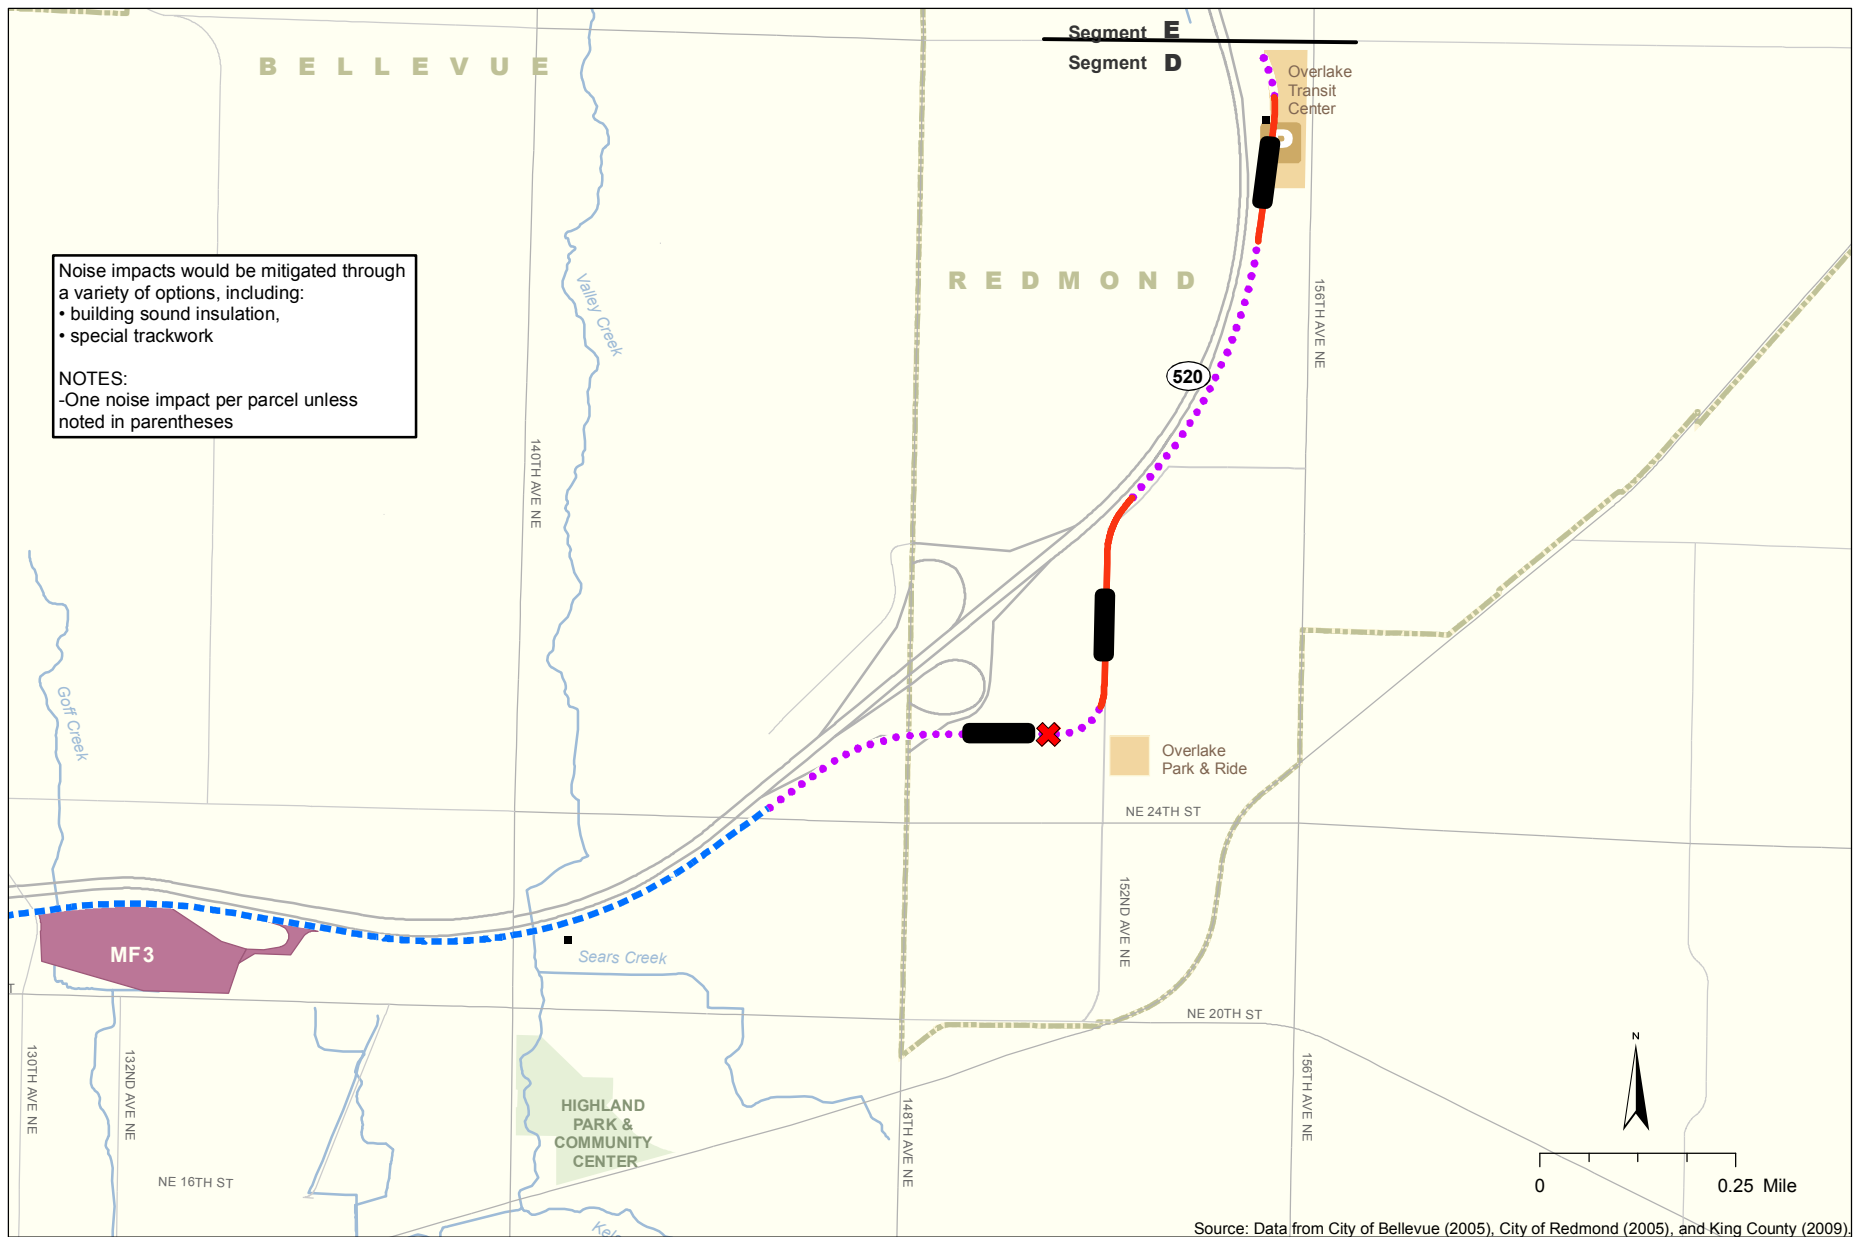 Segment E
Segment D
BELLEVUE
Overlake
Transit
Center
P
Noise impacts would be mitigated through
a variety of options, including:
• building sound insulation,
• special trackwork
NOTES:
-One noise impact per parcel unless
noted in parentheses
Valley Creek
REDMOND
156TH AVE NE
520
140TH AVE NE
Goff Creek
Overlake
Park & Ride
NE 24TH ST
152ND AVE NE
MF3
Sears Creek
T
NE 20TH ST
130TH AVE NE
132ND AVE NE
HIGHLAND
PARK &
COMMUNITY
CENTER
148TH AVE NE
156TH AVE NE
N
NE 16TH ST
0 0.25 Mile
Source: Data from City of Bellevue (2005), City of Redmond (2005), and King County (2009).